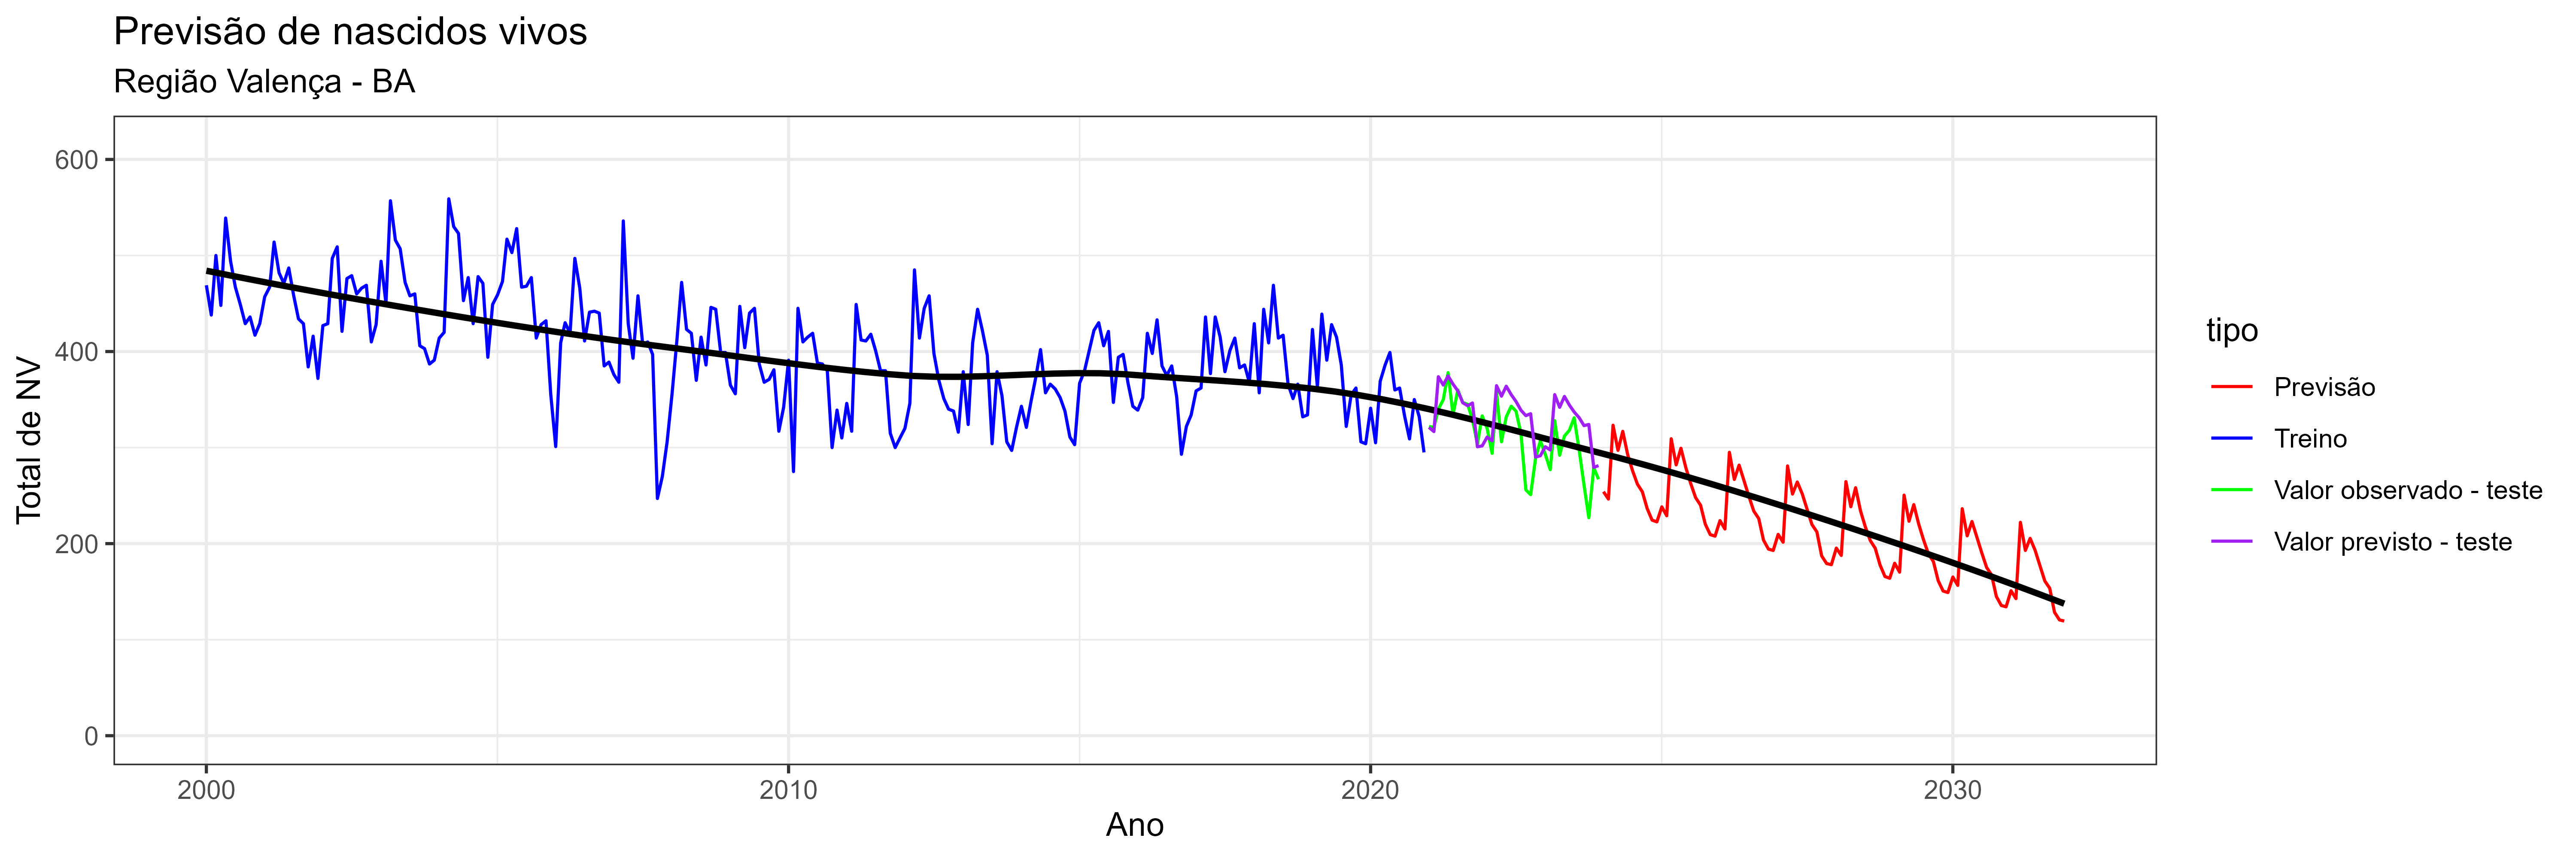 Previsão de nascidos vivos
Região Valença - BA
Total de NV
600
400
200
0
2000
2010
2020
2030
Ano
tipo
Previsão
Treino
Valor observado - teste
Valor previsto - teste